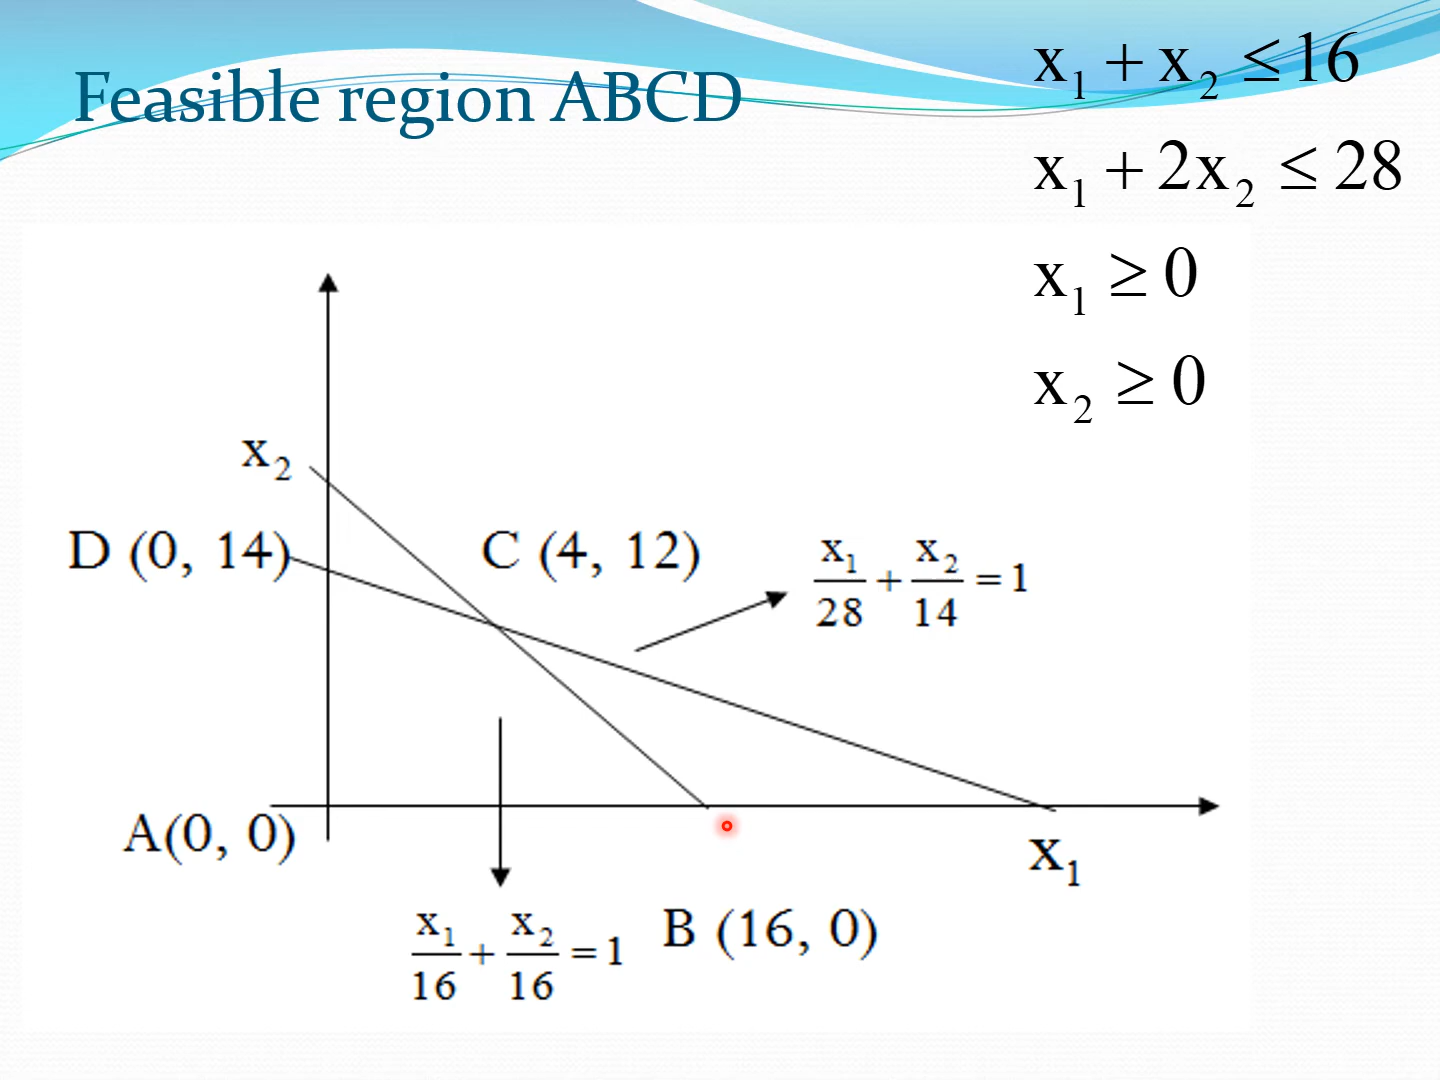 Feasible region ABCD
x₁ + x₂ ≤ 16
x₁ + 2x₂ ≤ 28
x₁ ≥ 0
x₂ ≥ 0
x₂
D (0, 14)
C (4, 12)
x₁/28 + x₂/14 = 1
A(0, 0)
x₁
x₁/16 + x₂/16 = 1
B (16, 0)